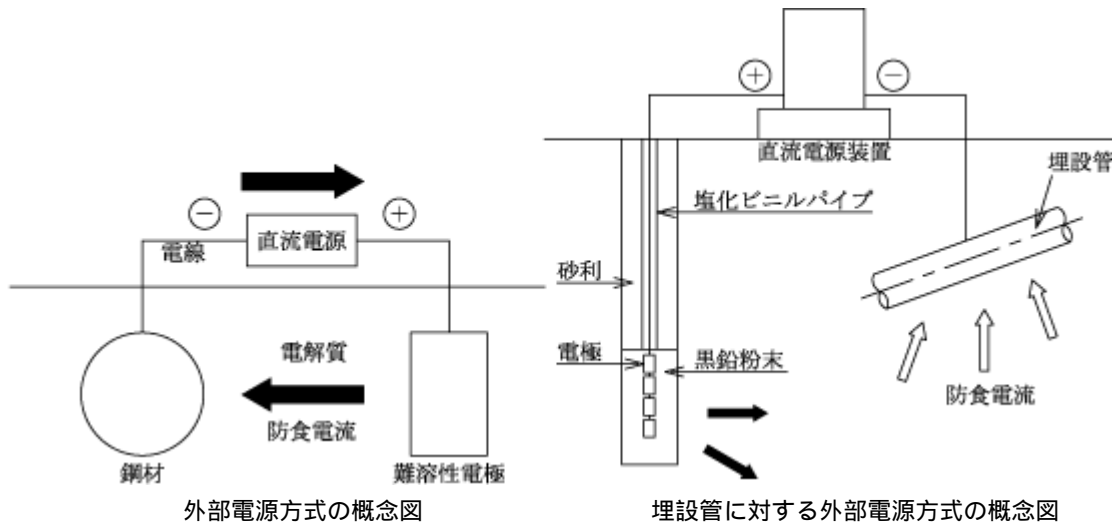 ⊖
⊕
電線
直流電源
電解質
防食電流
鋼材
難溶性電極
外部電源方式の概念図
⊕
⊖
直流電源装置
埋設管
塩化ビニルパイプ
砂利
電極
黒鉛粉末
防食電流
埋設管に対する外部電源方式の概念図